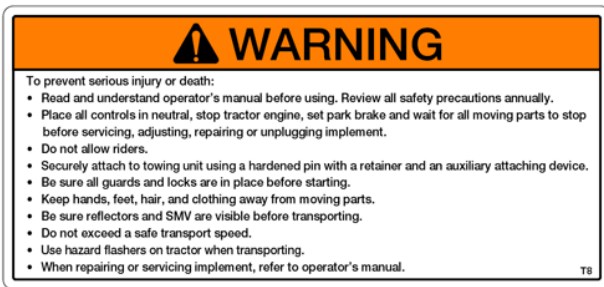 WARNING
To prevent serious injury or death:
• Read and understand operator's manual before using. Review all safety precautions annually.
• Place all controls in neutral, stop tractor engine, set park brake and wait for all moving parts to stop
before servicing, adjusting, repairing or unplugging implement.
• Do not allow riders.
• Securely attach to towing unit using a hardened pin with a retainer and an auxiliary attaching device.
• Be sure all guards and locks are in place before starting.
• Keep hands, feet, hair, and clothing away from moving parts.
• Be sure reflectors and SMV are visible before transporting.
• Do not exceed a safe transport speed.
• Use hazard flashers on tractor when transporting.
• When repairing or servicing implement, refer to operator's manual.
T8